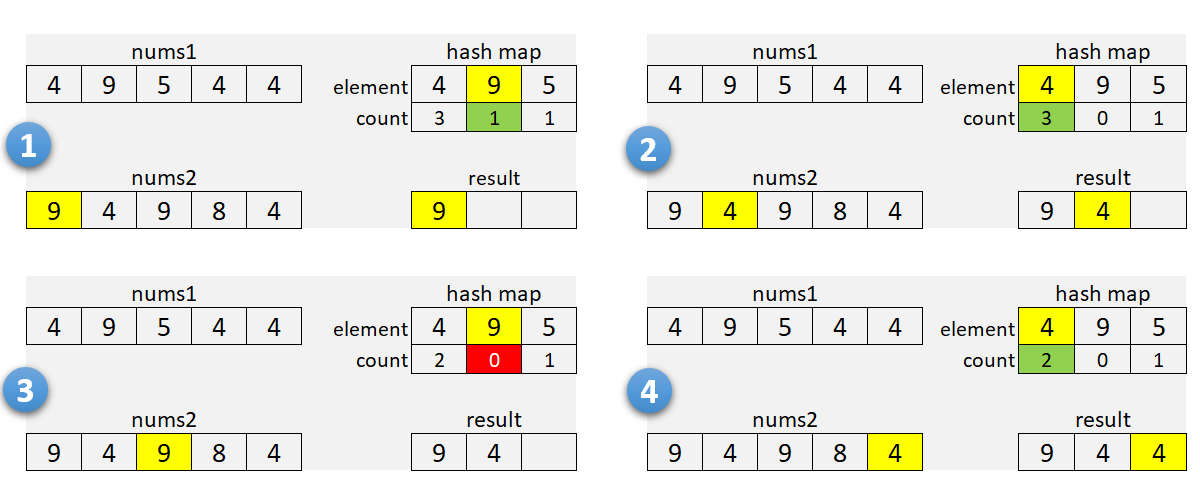 nums1 hash map
4 9 5 4 4 element 4 9 5
count 3 1 1
1
nums2 result
9 4 9 8 4 9
nums1 hash map
4 9 5 4 4 element 4 9 5
count 3 0 1
2
nums2 result
9 4 9 8 4 9 4
nums1 hash map
4 9 5 4 4 element 4 9 5
count 2 0 1
3
nums2 result
9 4 9 8 4 9 4
nums1 hash map
4 9 5 4 4 element 4 9 5
count 2 0 1
4
nums2 result
9 4 9 8 4 9 4 4